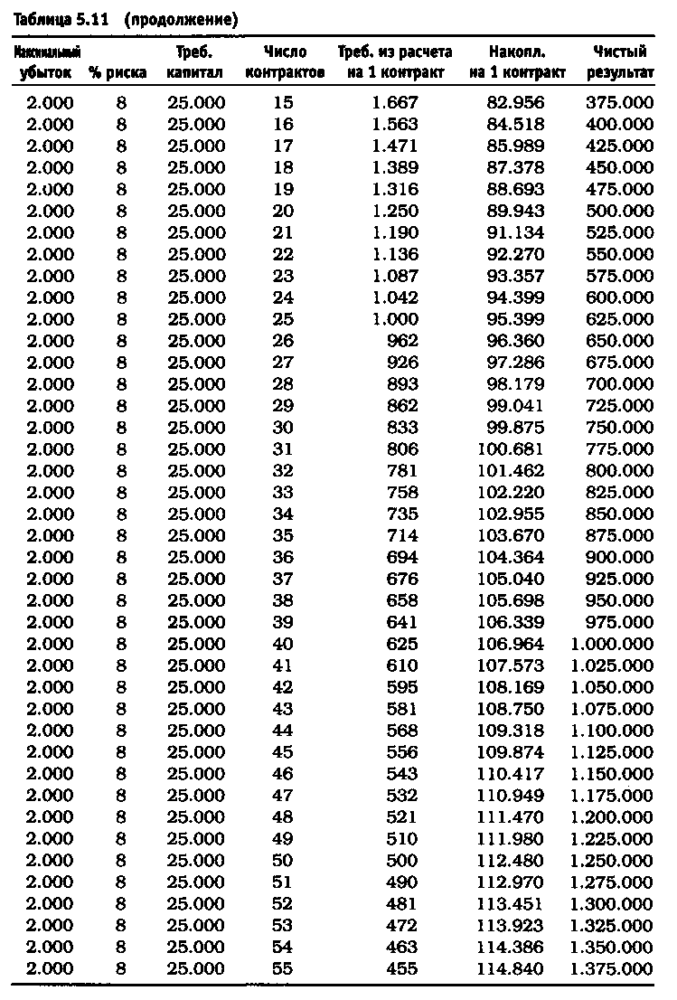 Таблица 5.11 (продолжение)
Максимальный Треб. Число Треб. из расчета Накопл. Чистый
убыток % риска капитал контрактов на 1 контракт на 1 контракт результат
2.000 8 25.000 15 1.667 82.956 375.000
2.000 8 25.000 16 1.563 84.518 400.000
2.000 8 25.000 17 1.471 85.989 425.000
2.000 8 25.000 18 1.389 87.378 450.000
2.000 8 25.000 19 1.316 88.693 475.000
2.000 8 25.000 20 1.250 89.943 500.000
2.000 8 25.000 21 1.190 91.134 525.000
2.000 8 25.000 22 1.136 92.270 550.000
2.000 8 25.000 23 1.087 93.357 575.000
2.000 8 25.000 24 1.042 94.399 600.000
2.000 8 25.000 25 1.000 95.399 625.000
2.000 8 25.000 26 962 96.360 650.000
2.000 8 25.000 27 926 97.286 675.000
2.000 8 25.000 28 893 98.179 700.000
2.000 8 25.000 29 862 99.041 725.000
2.000 8 25.000 30 833 99.875 750.000
2.000 8 25.000 31 806 100.681 775.000
2.000 8 25.000 32 781 101.462 800.000
2.000 8 25.000 33 758 102.220 825.000
2.000 8 25.000 34 735 102.955 850.000
2.000 8 25.000 35 714 103.670 875.000
2.000 8 25.000 36 694 104.364 900.000
2.000 8 25.000 37 676 105.040 925.000
2.000 8 25.000 38 658 105.698 950.000
2.000 8 25.000 39 641 106.339 975.000
2.000 8 25.000 40 625 106.964 1.000.000
2.000 8 25.000 41 610 107.573 1.025.000
2.000 8 25.000 42 595 108.169 1.050.000
2.000 8 25.000 43 581 108.750 1.075.000
2.000 8 25.000 44 568 109.318 1.100.000
2.000 8 25.000 45 556 109.874 1.125.000
2.000 8 25.000 46 543 110.417 1.150.000
2.000 8 25.000 47 532 110.949 1.175.000
2.000 8 25.000 48 521 111.470 1.200.000
2.000 8 25.000 49 510 111.980 1.225.000
2.000 8 25.000 50 500 112.480 1.250.000
2.000 8 25.000 51 490 112.970 1.275.000
2.000 8 25.000 52 481 113.451 1.300.000
2.000 8 25.000 53 472 113.923 1.325.000
2.000 8 25.000 54 463 114.386 1.350.000
2.000 8 25.000 55 455 114.840 1.375.000